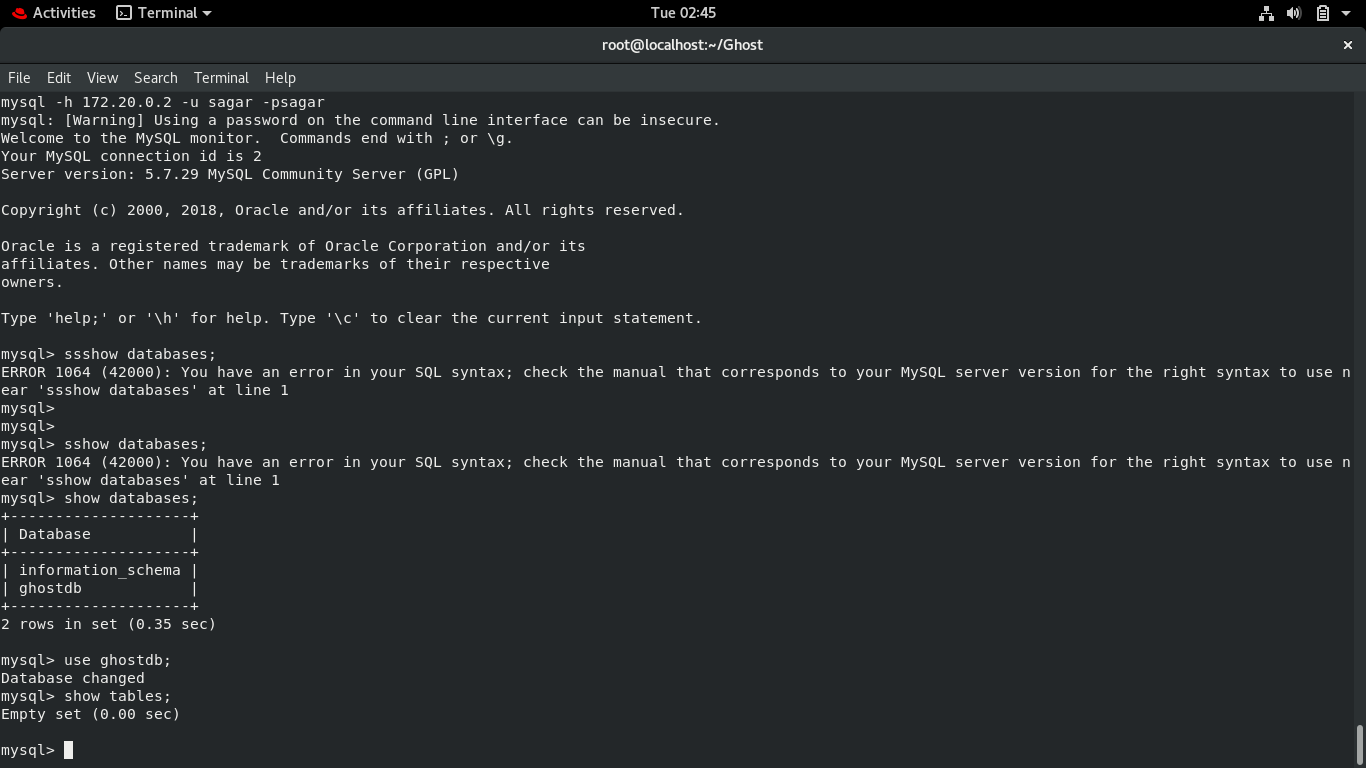 Activities Terminal Tue 02:45
root@localhost:~/Ghost ×
File Edit View Search Terminal Help
mysql -h 172.20.0.2 -u sagar -psagar
mysql: [Warning] Using a password on the command line interface can be insecure.
Welcome to the MySQL monitor.  Commands end with ; or \g.
Your MySQL connection id is 2
Server version: 5.7.29 MySQL Community Server (GPL)

Copyright (c) 2000, 2018, Oracle and/or its affiliates. All rights reserved.

Oracle is a registered trademark of Oracle Corporation and/or its
affiliates. Other names may be trademarks of their respective
owners.

Type 'help;' or '\h' for help. Type '\c' to clear the current input statement.

mysql> ssshow databases;
ERROR 1064 (42000): You have an error in your SQL syntax; check the manual that corresponds to your MySQL server version for the right syntax to use n
ear 'ssshow databases' at line 1
mysql>
mysql>
mysql> sshow databases;
ERROR 1064 (42000): You have an error in your SQL syntax; check the manual that corresponds to your MySQL server version for the right syntax to use n
ear 'sshow databases' at line 1
mysql> show databases;
+--------------------+
| Database           |
+--------------------+
| information_schema |
| ghostdb            |
+--------------------+
2 rows in set (0.35 sec)

mysql> use ghostdb;
Database changed
mysql> show tables;
Empty set (0.00 sec)

mysql>